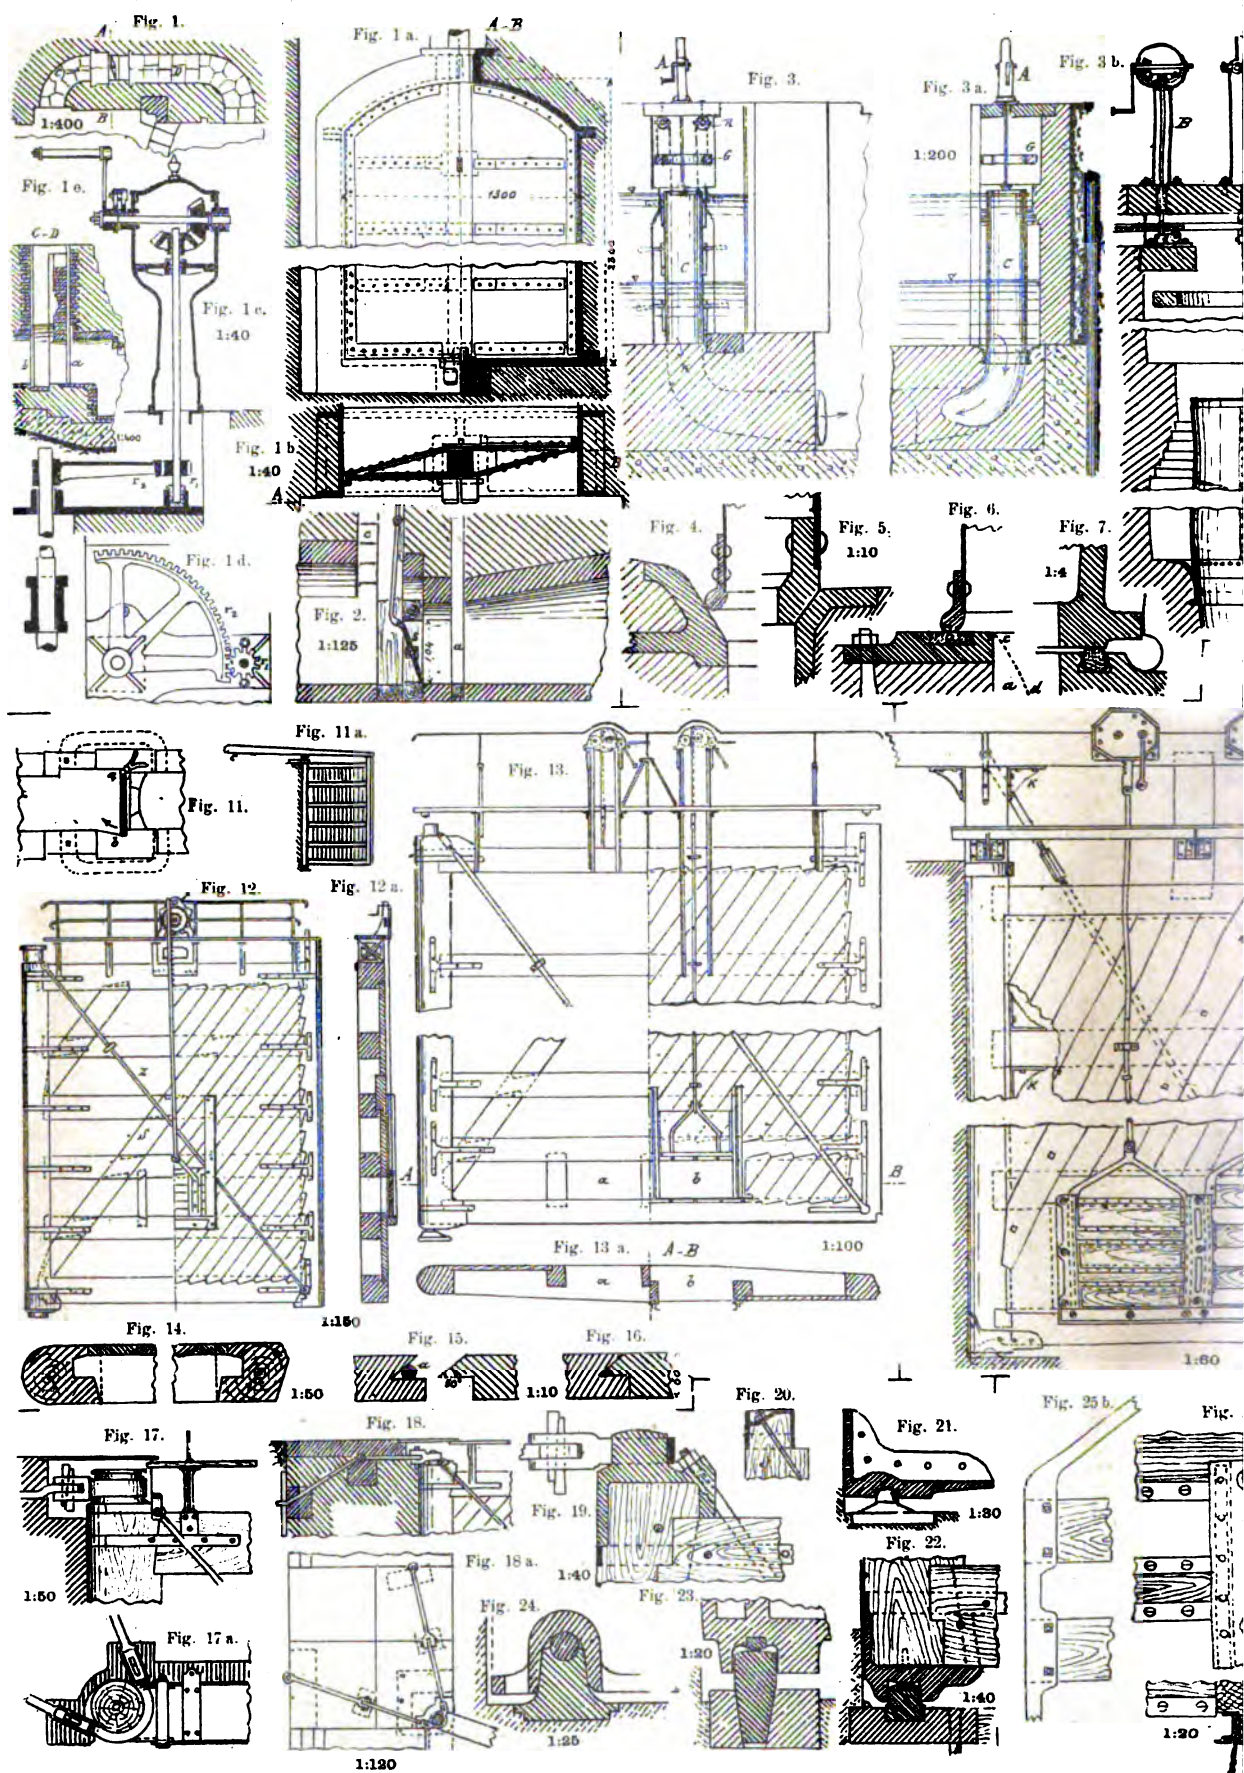 Fig. 1.
A
D
B
1:400
Fig. 1 a.
A-B
1300
Fig. 3.
A
R
G
C
Fig. 3 a.
A
1:200
G
C
Fig. 3 b.
B
Fig. 1 e.
C-D
b
a
1:400
Fig. 1 c.
1:40
r₂
r₁
Fig. 1 b.
1:40
A
B
Fig. 1 d.
Fig. 2.
1:125
c
a
Fig. 4.
Fig. 5.
1:10
Fig. 6.
c
a
d
Fig. 7.
1:4
Fig. 11.
Fig. 11 a.
Fig. 12.
z
1:150
Fig. 12 a.
Fig. 13.
A
a
b
B
1:100
Fig. 13 a.
A-B
a
b
K
K
1:60
Fig. 14.
1:50
Fig. 15.
a
1:10
Fig. 16.
Fig. 17.
1:50
Fig. 17 a.
Fig. 18.
Fig. 18 a.
1:120
Fig. 19.
1:40
Fig. 20.
Fig. 21.
1:30
Fig. 22.
1:40
Fig. 23.
1:20
Fig. 24.
1:25
Fig. 25 b.
Fig.
1:20